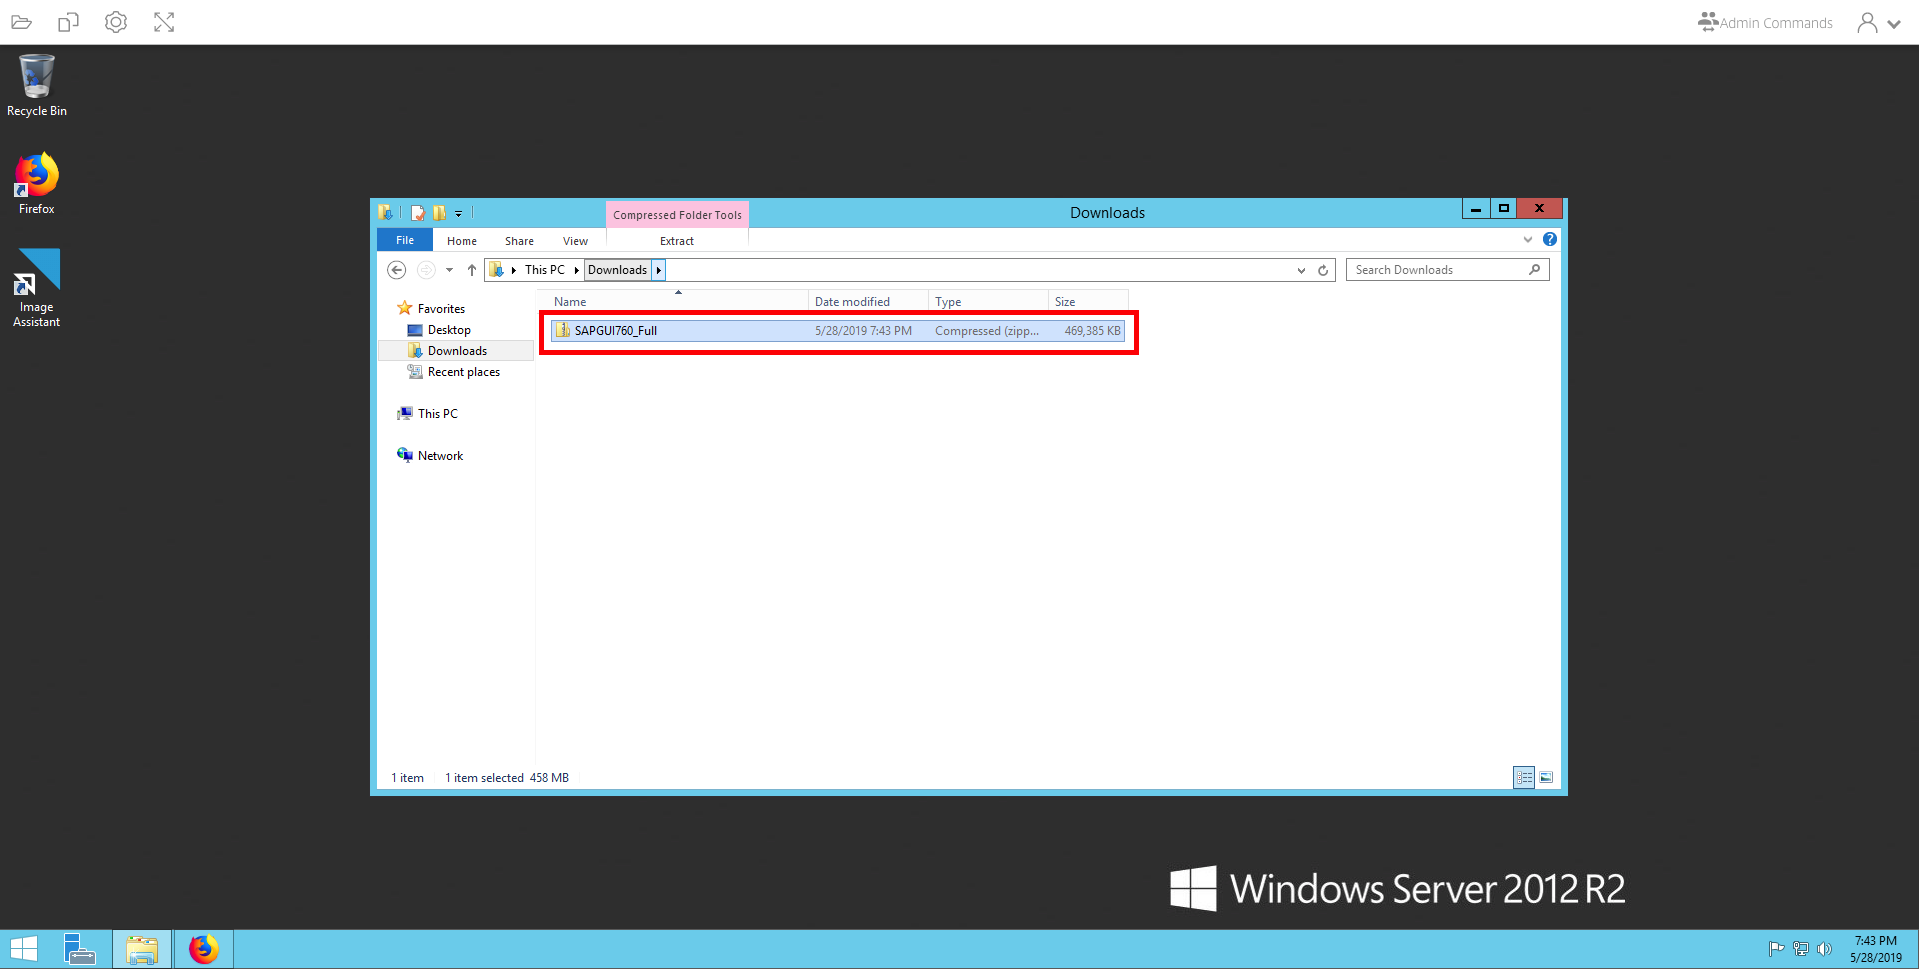 Admin Commands
Recycle Bin
Firefox
Image
Assistant
Compressed Folder Tools
Downloads
File
Home
Share
View
Extract
This PC
Downloads
Search Downloads
Name
Date modified
Type
Size
Favorites
Desktop
Downloads
Recent places
This PC
Network
SAPGUI760_Full
5/28/2019 7:43 PM
Compressed (zipp...
469,385 KB
1 item
1 item selected 458 MB
Windows Server 2012 R2
7:43 PM
5/28/2019